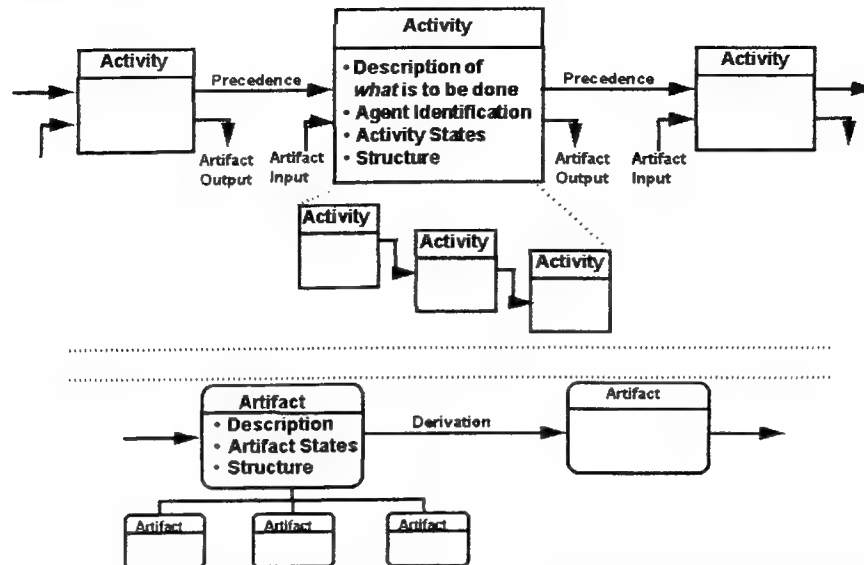 Activity
Activity
Activity
Precedence
Precedence
• Description of
what is to be done
• Agent Identification
• Activity States
• Structure
Artifact
Output
Artifact
Input
Artifact
Output
Artifact
Input
Activity
Activity
Activity
Artifact
• Description
• Artifact States
• Structure
Derivation
Artifact
Artifact
Artifact
Artifact